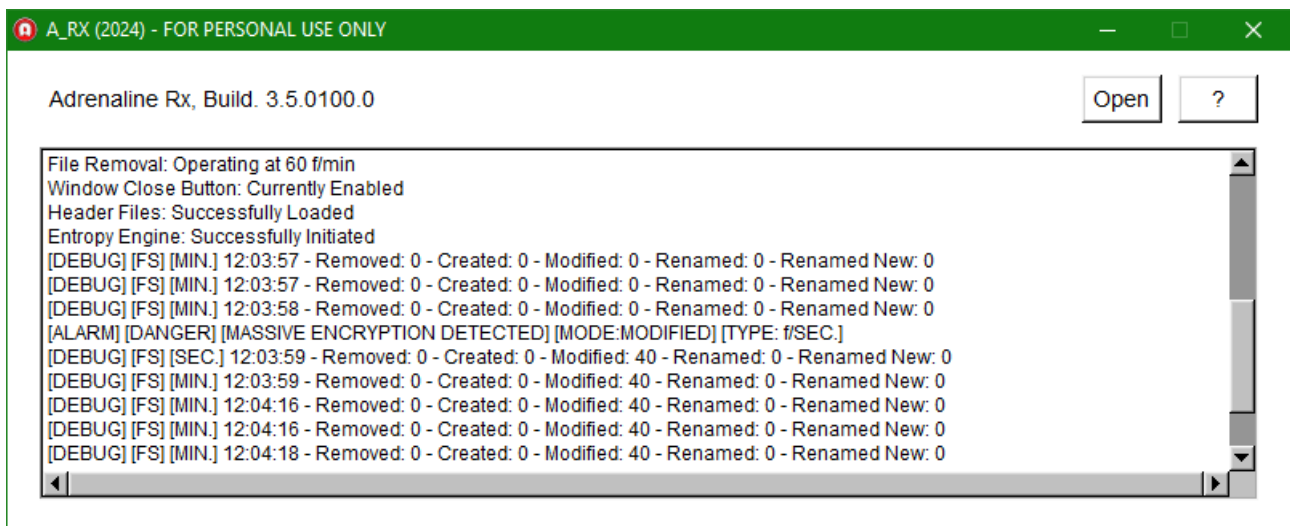 A_RX (2024) - FOR PERSONAL USE ONLY
Adrenaline Rx, Build. 3.5.0100.0
Open
?
File Removal: Operating at 60 f/min
Window Close Button: Currently Enabled
Header Files: Successfully Loaded
Entropy Engine: Successfully Initiated
[DEBUG] [FS] [MIN.] 12:03:57 - Removed: 0 - Created: 0 - Modified: 0 - Renamed: 0 - Renamed New: 0
[DEBUG] [FS] [MIN.] 12:03:57 - Removed: 0 - Created: 0 - Modified: 0 - Renamed: 0 - Renamed New: 0
[DEBUG] [FS] [MIN.] 12:03:58 - Removed: 0 - Created: 0 - Modified: 0 - Renamed: 0 - Renamed New: 0
[ALARM] [DANGER] [MASSIVE ENCRYPTION DETECTED] [MODE:MODIFIED] [TYPE: f/SEC.]
[DEBUG] [FS] [SEC.] 12:03:59 - Removed: 0 - Created: 0 - Modified: 40 - Renamed: 0 - Renamed New: 0
[DEBUG] [FS] [MIN.] 12:03:59 - Removed: 0 - Created: 0 - Modified: 40 - Renamed: 0 - Renamed New: 0
[DEBUG] [FS] [MIN.] 12:04:16 - Removed: 0 - Created: 0 - Modified: 40 - Renamed: 0 - Renamed New: 0
[DEBUG] [FS] [MIN.] 12:04:16 - Removed: 0 - Created: 0 - Modified: 40 - Renamed: 0 - Renamed New: 0
[DEBUG] [FS] [MIN.] 12:04:18 - Removed: 0 - Created: 0 - Modified: 40 - Renamed: 0 - Renamed New: 0